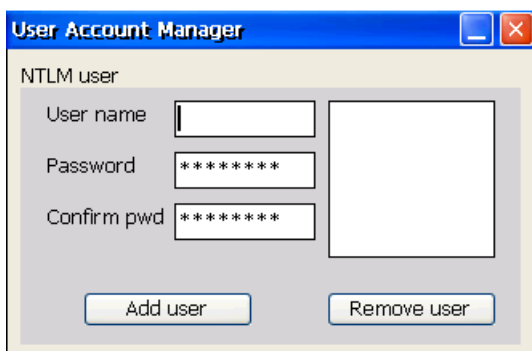 User Account Manager
NTLM user
User name
Password ********
Confirm pwd ********
Add user Remove user